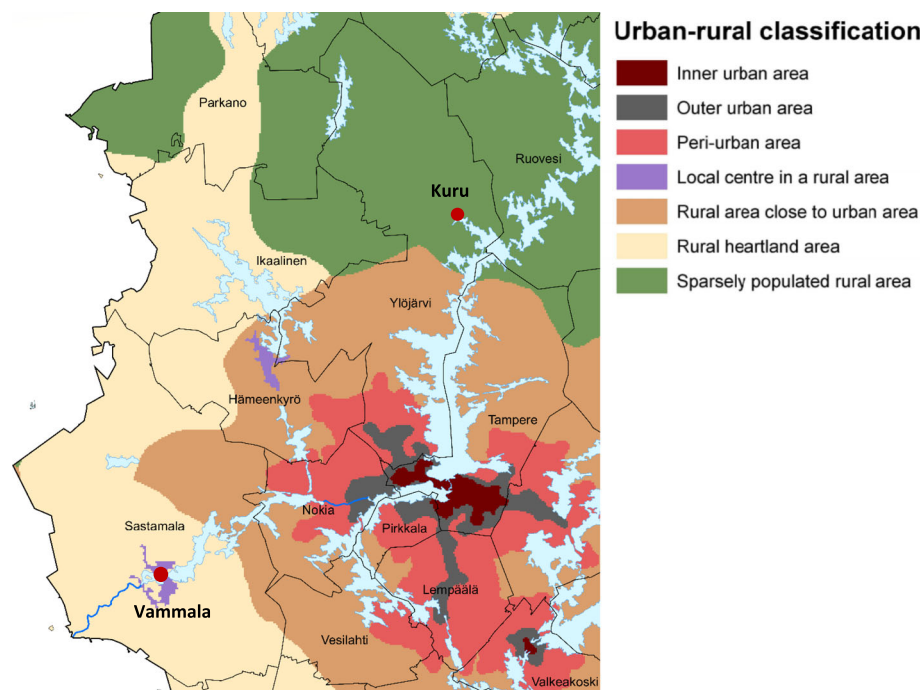 Urban-rural classification
Inner urban area
Outer urban area
Peri-urban area
Local centre in a rural area
Rural area close to urban area
Rural heartland area
Sparsely populated rural area
Parkano
Ruovesi
Kuru
Ikaalinen
Ylöjärvi
Hämeenkyrö
Tampere
Nokia
Sastamala
Pirkkala
Lempäälä
Vammala
Vesilahti
Valkeakoski